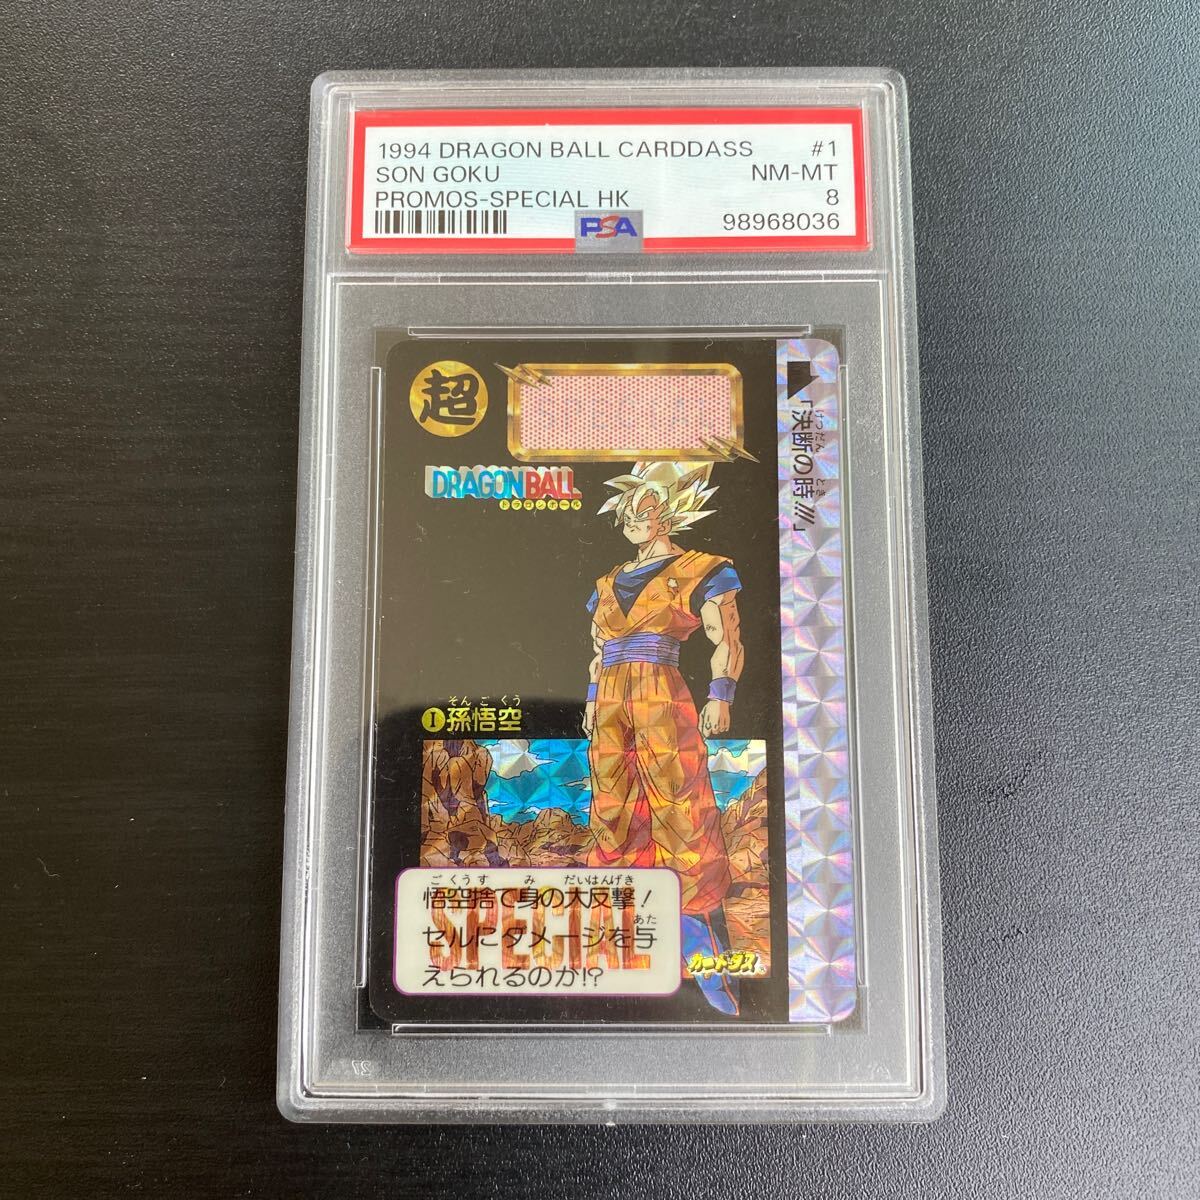 1994 DRAGON BALL CARDDASS #1
SON GOKU NM-MT
PROMOS-SPECIAL HK 8
PSA 98968036
超
DRAGON BALL
ドラゴンボール
けつだん とき
「決断の時!!!」
そんごくう
1 孫悟空
SPECIAL
ごくうす み だいはんげき
悟空捨て身の大反撃!
あた
セルにダメージを与
えられるのか!?
カードダス